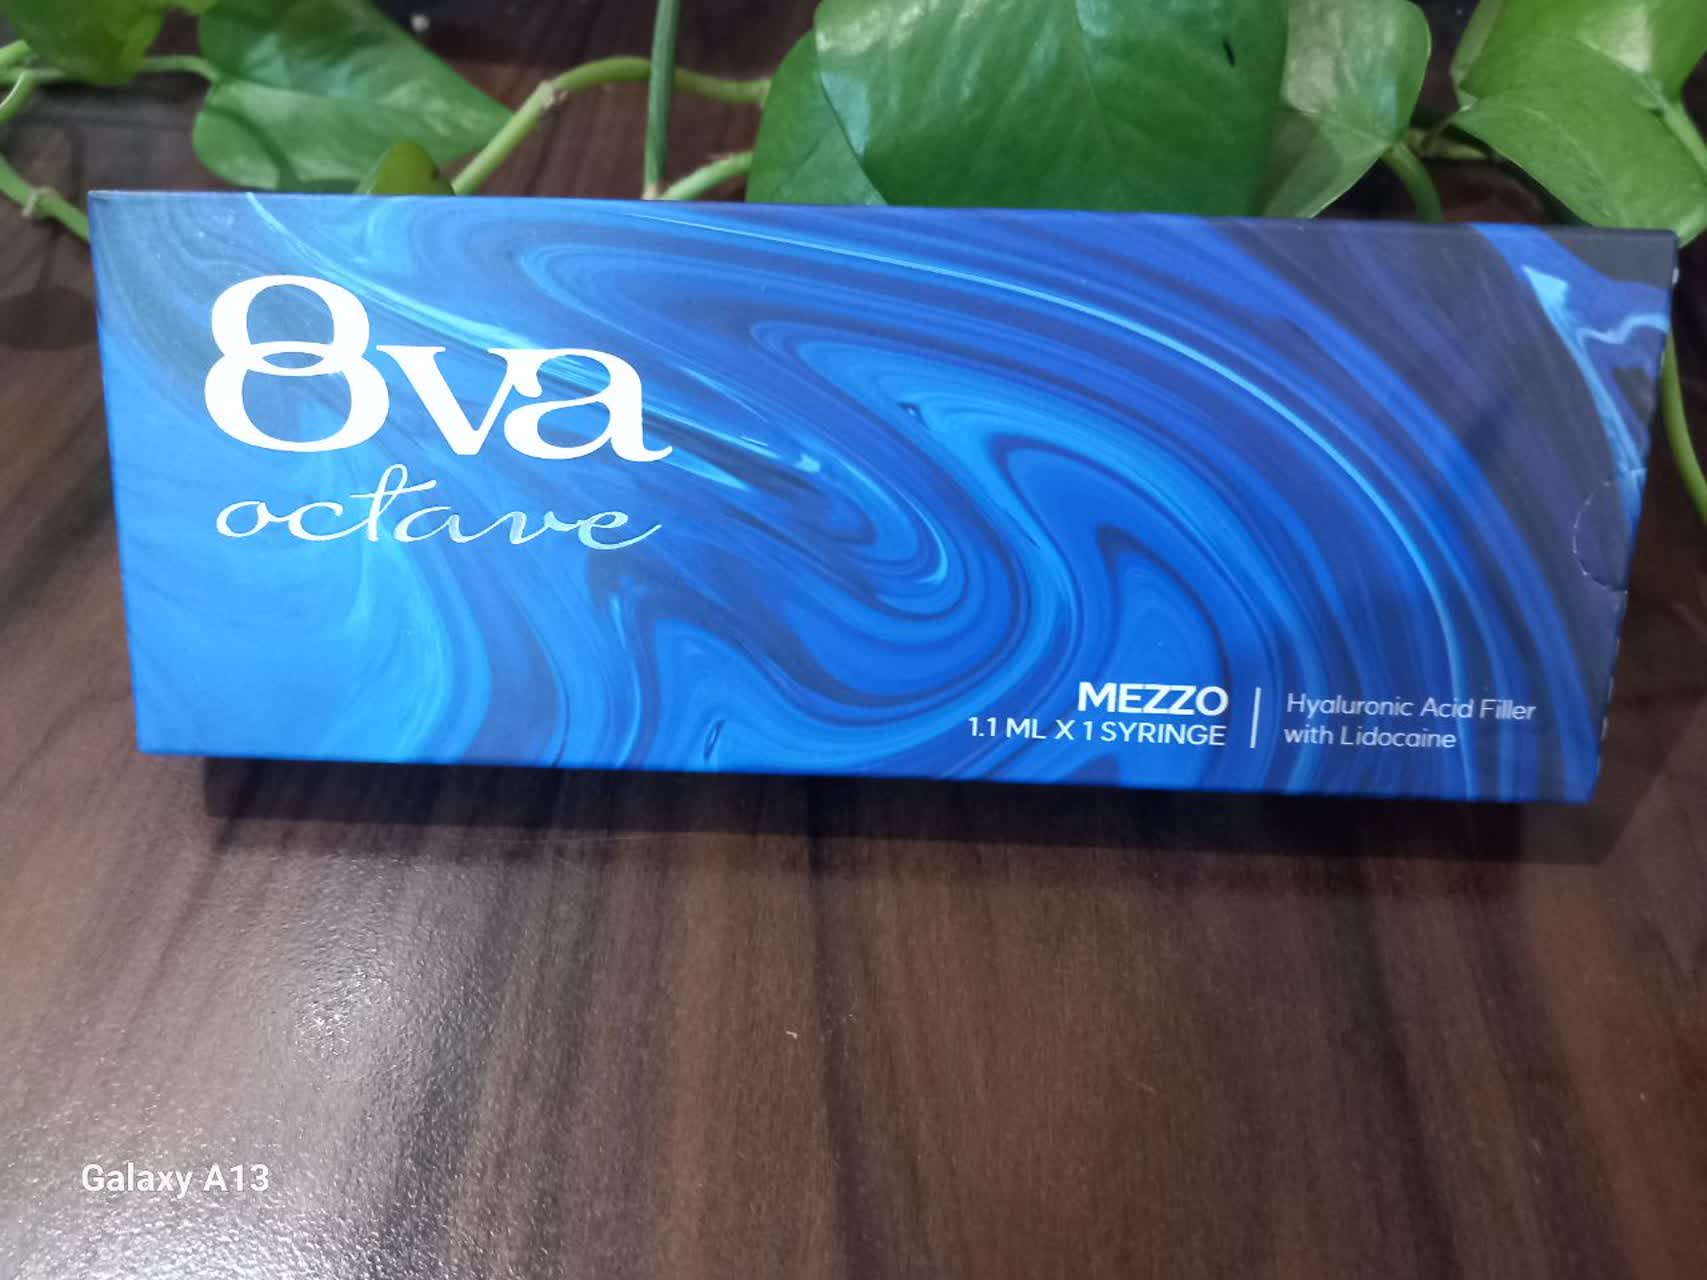 8va
octave
MEZZO
1.1 ML X 1 SYRINGE
Hyaluronic Acid Filler
with Lidocaine
Galaxy A13